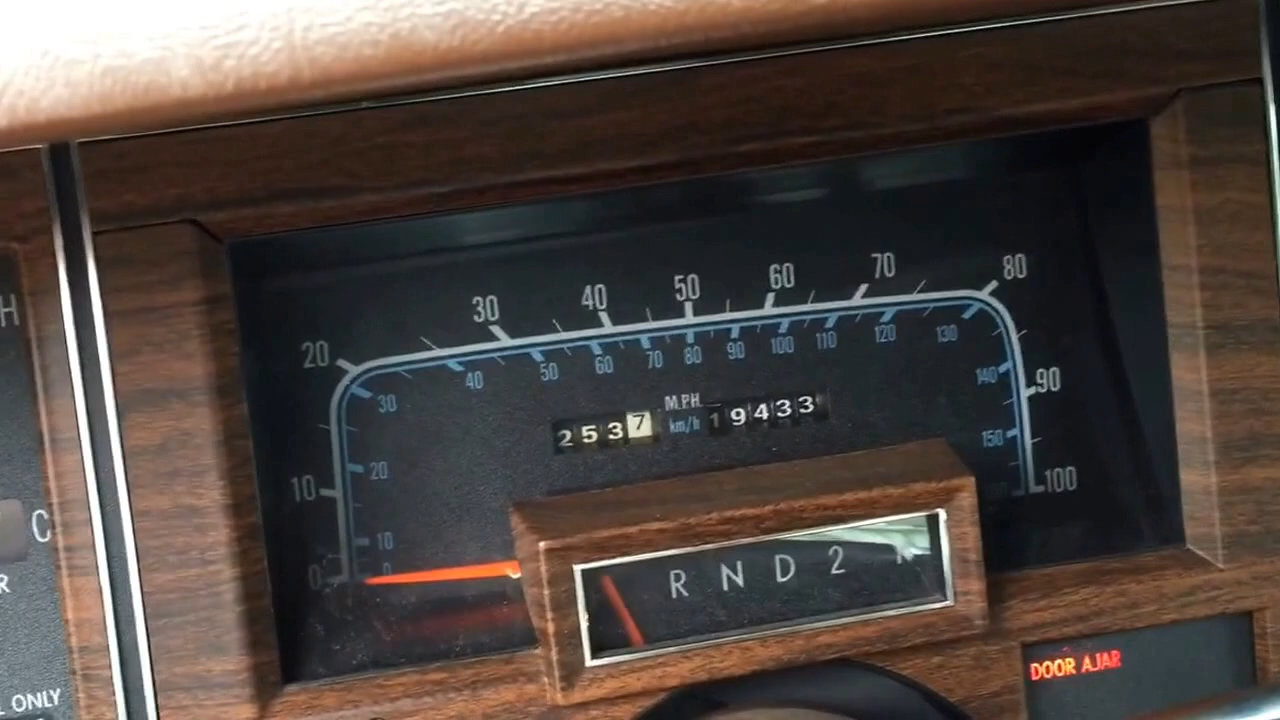 20 30 40 50 60 70 80
10 90
0 100
30 40 50 60 70 80 90 100 110 120 130
20 140
10 150
0
M.P.H.
km/h
2537 19433
R N D 2
DOOR AJAR
H
C
R
L ONLY